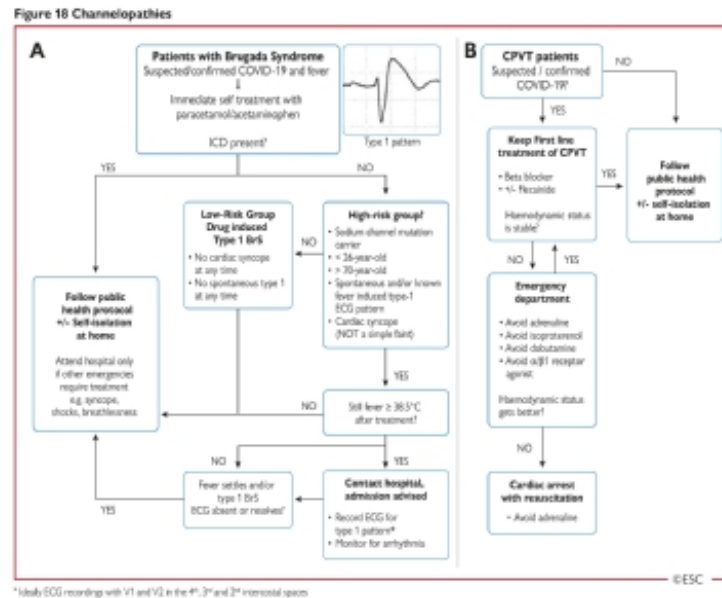 Figure 18 Channelopathies
A
Patients with Brugada Syndrome
Suspected/confirmed COVID-19 and fever
↓
Immediate self treatment with
paracetamol/acetaminophen
ICD present?
Type 1 pattern
YES
NO
Low-Risk Group
Drug induced
Type 1 BrS
• No cardiac syncope
at any time
• No spontaneous type 1
at any time
NO
High-risk group?
• Sodium channel mutation
carrier
• < 26-year-old
• > 70-year-old
• Spontaneous and/or known
fever induced type-1
ECG pattern
• Cardiac syncope
(NOT a simple faint)
Follow public
health protocol
+/- Self-isolation
at home
Attend hospital only
if other emergencies
require treatment
e.g. syncope,
shocks, breathlessness
YES
NO
Still fever ≥ 38.5°C
after treatment?
NO
YES
YES
Fever settles and/or
type 1 BrS
ECG absent or resolves?
Contact hospital,
admission advised
• Record ECG for
type 1 pattern*
• Monitor for arrhythmia
B
CPVT patients
Suspected / confirmed
COVID-19?
NO
YES
Keep First line
treatment of CPVT
• Beta blocker
• +/- Flecainide
Haemodynamic status
is stable?
YES
Follow
public health
protocol
+/- self-isolation
at home
NO
YES
Emergency
department
• Avoid adrenaline
• Avoid isoproterenol
• Avoid dobutamine
• Avoid α/β1 receptor
agonist
Haemodynamic status
gets better?
NO
Cardiac arrest
with resuscitation
- Avoid adrenaline
©ESC
* Ideally ECG recordings with V1 and V2 in the 4th, 3rd and 2nd intercostal spaces